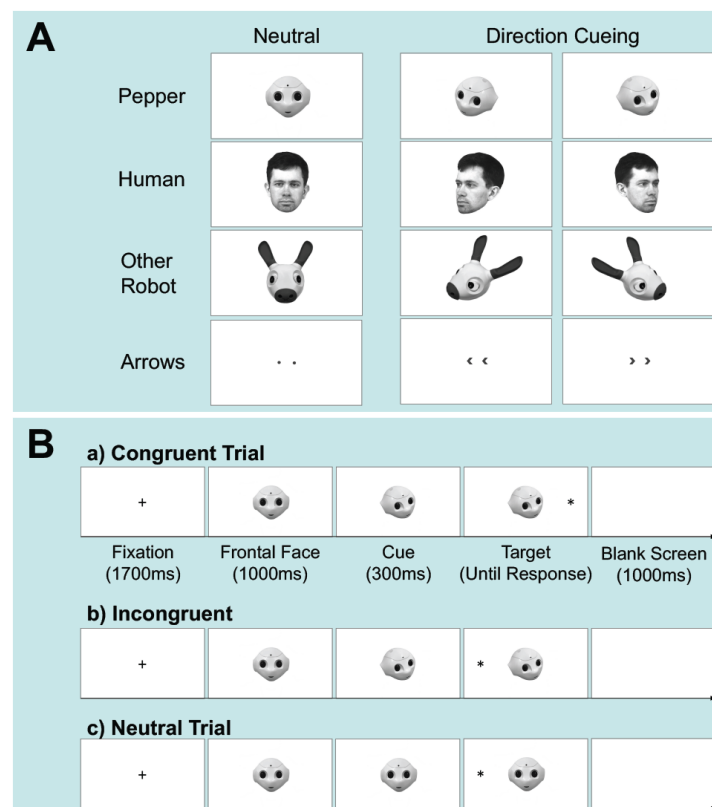 A
Neutral
Direction Cueing
Pepper
Human
Other
Robot
Arrows
B
a) Congruent Trial
+
*
Fixation
(1700ms)
Frontal Face
(1000ms)
Cue
(300ms)
Target
(Until Response)
Blank Screen
(1000ms)
b) Incongruent
+
*
c) Neutral Trial
+
*